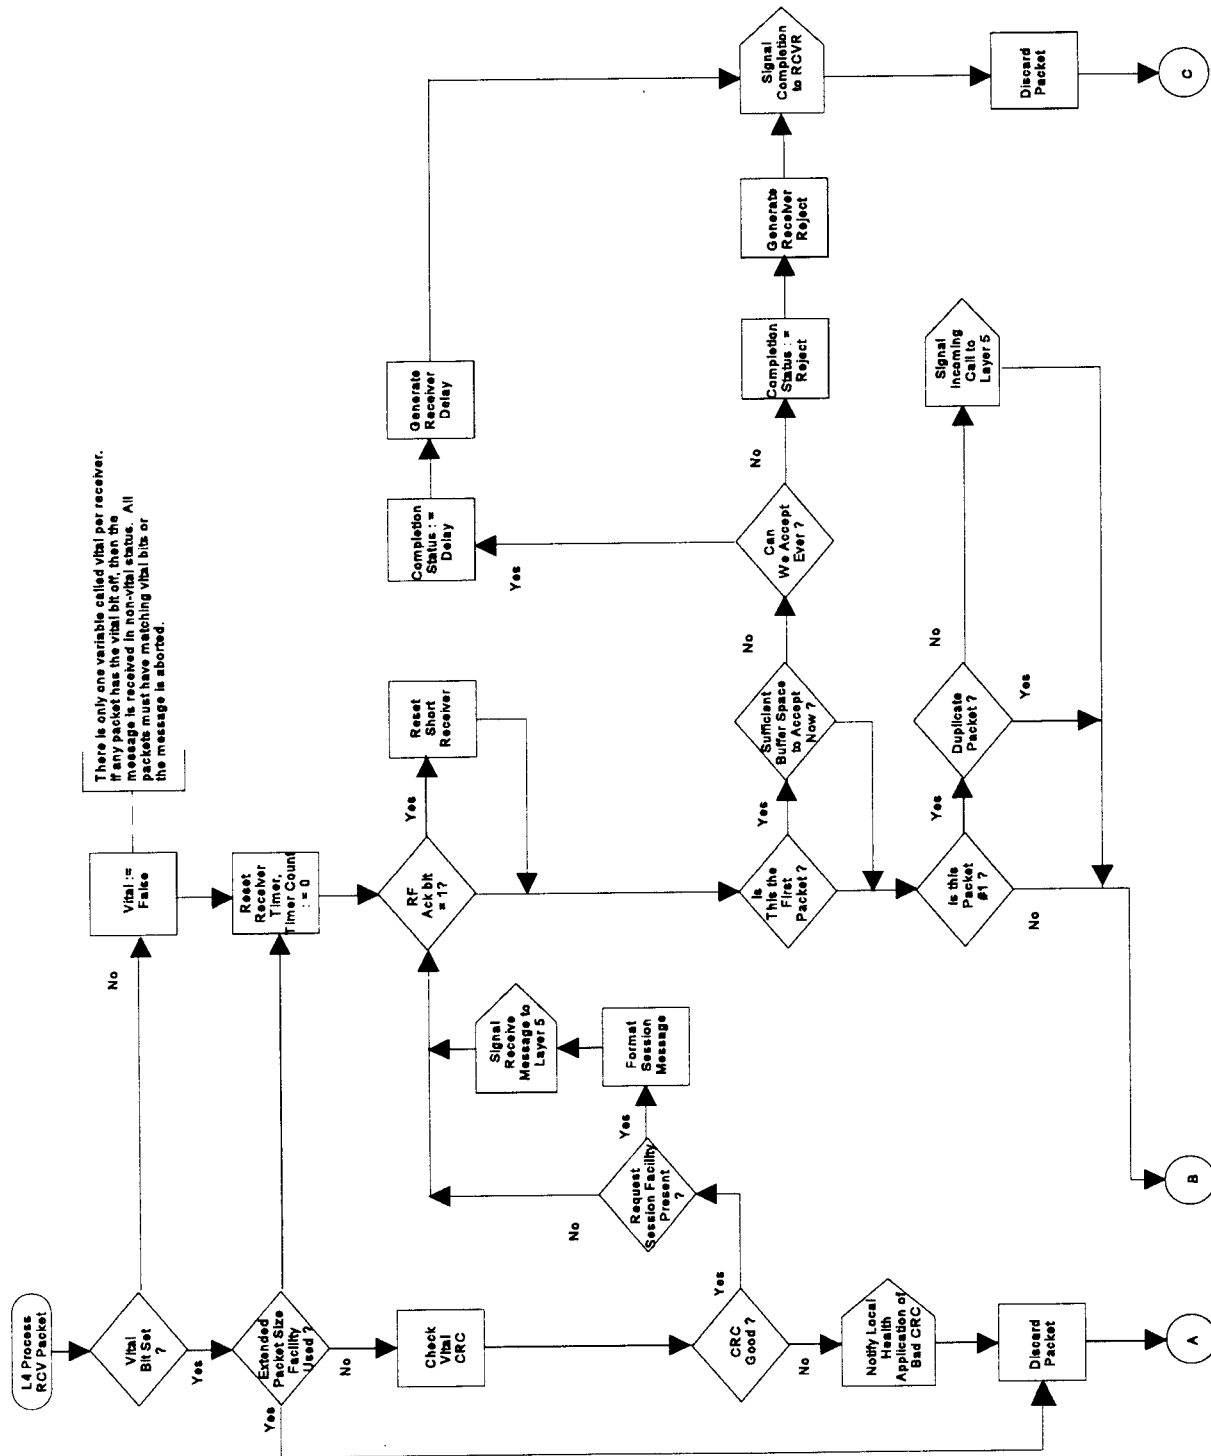 L4 Process
RCV Packet
Vital
Bit Set
?
No
Vital :=
False
There is only one variable called vital per receiver.
If any packet has the vital bit off, then the
message is received in non-vital status. All
packets must have matching vital bits or
the message is aborted.
Yes
Extended
Packet Size
Facility
Used ?
Yes
No
Reset
Receiver
Timer,
Timer Count
: = 0
Check
Vital
CRC
RF
Ack bit
= 1?
Yes
Reset
Short
Receiver
Completion
Status : =
Delay
Generate
Receiver
Delay
Signal
Receive
Message to
Layer 5
Format
Session
Message
Request
Session Facility
Present
?
Yes
No
CRC
Good ?
Yes
No
Is
This the
First
Packet ?
Yes
Sufficient
Buffer Space
to Accept
Now ?
No
Can
We Accept
Ever ?
Yes
No
Completion
Status : =
Reject
Generate
Receiver
Reject
Signal
Completion
to RCVR
Notify Local
Health
Application of
Bad CRC
Is this
Packet
#1 ?
Yes
No
Duplicate
Packet ?
No
Yes
Signal
Incoming
Call to
Layer 5
Discard
Packet
Discard
Packet
A
B
C